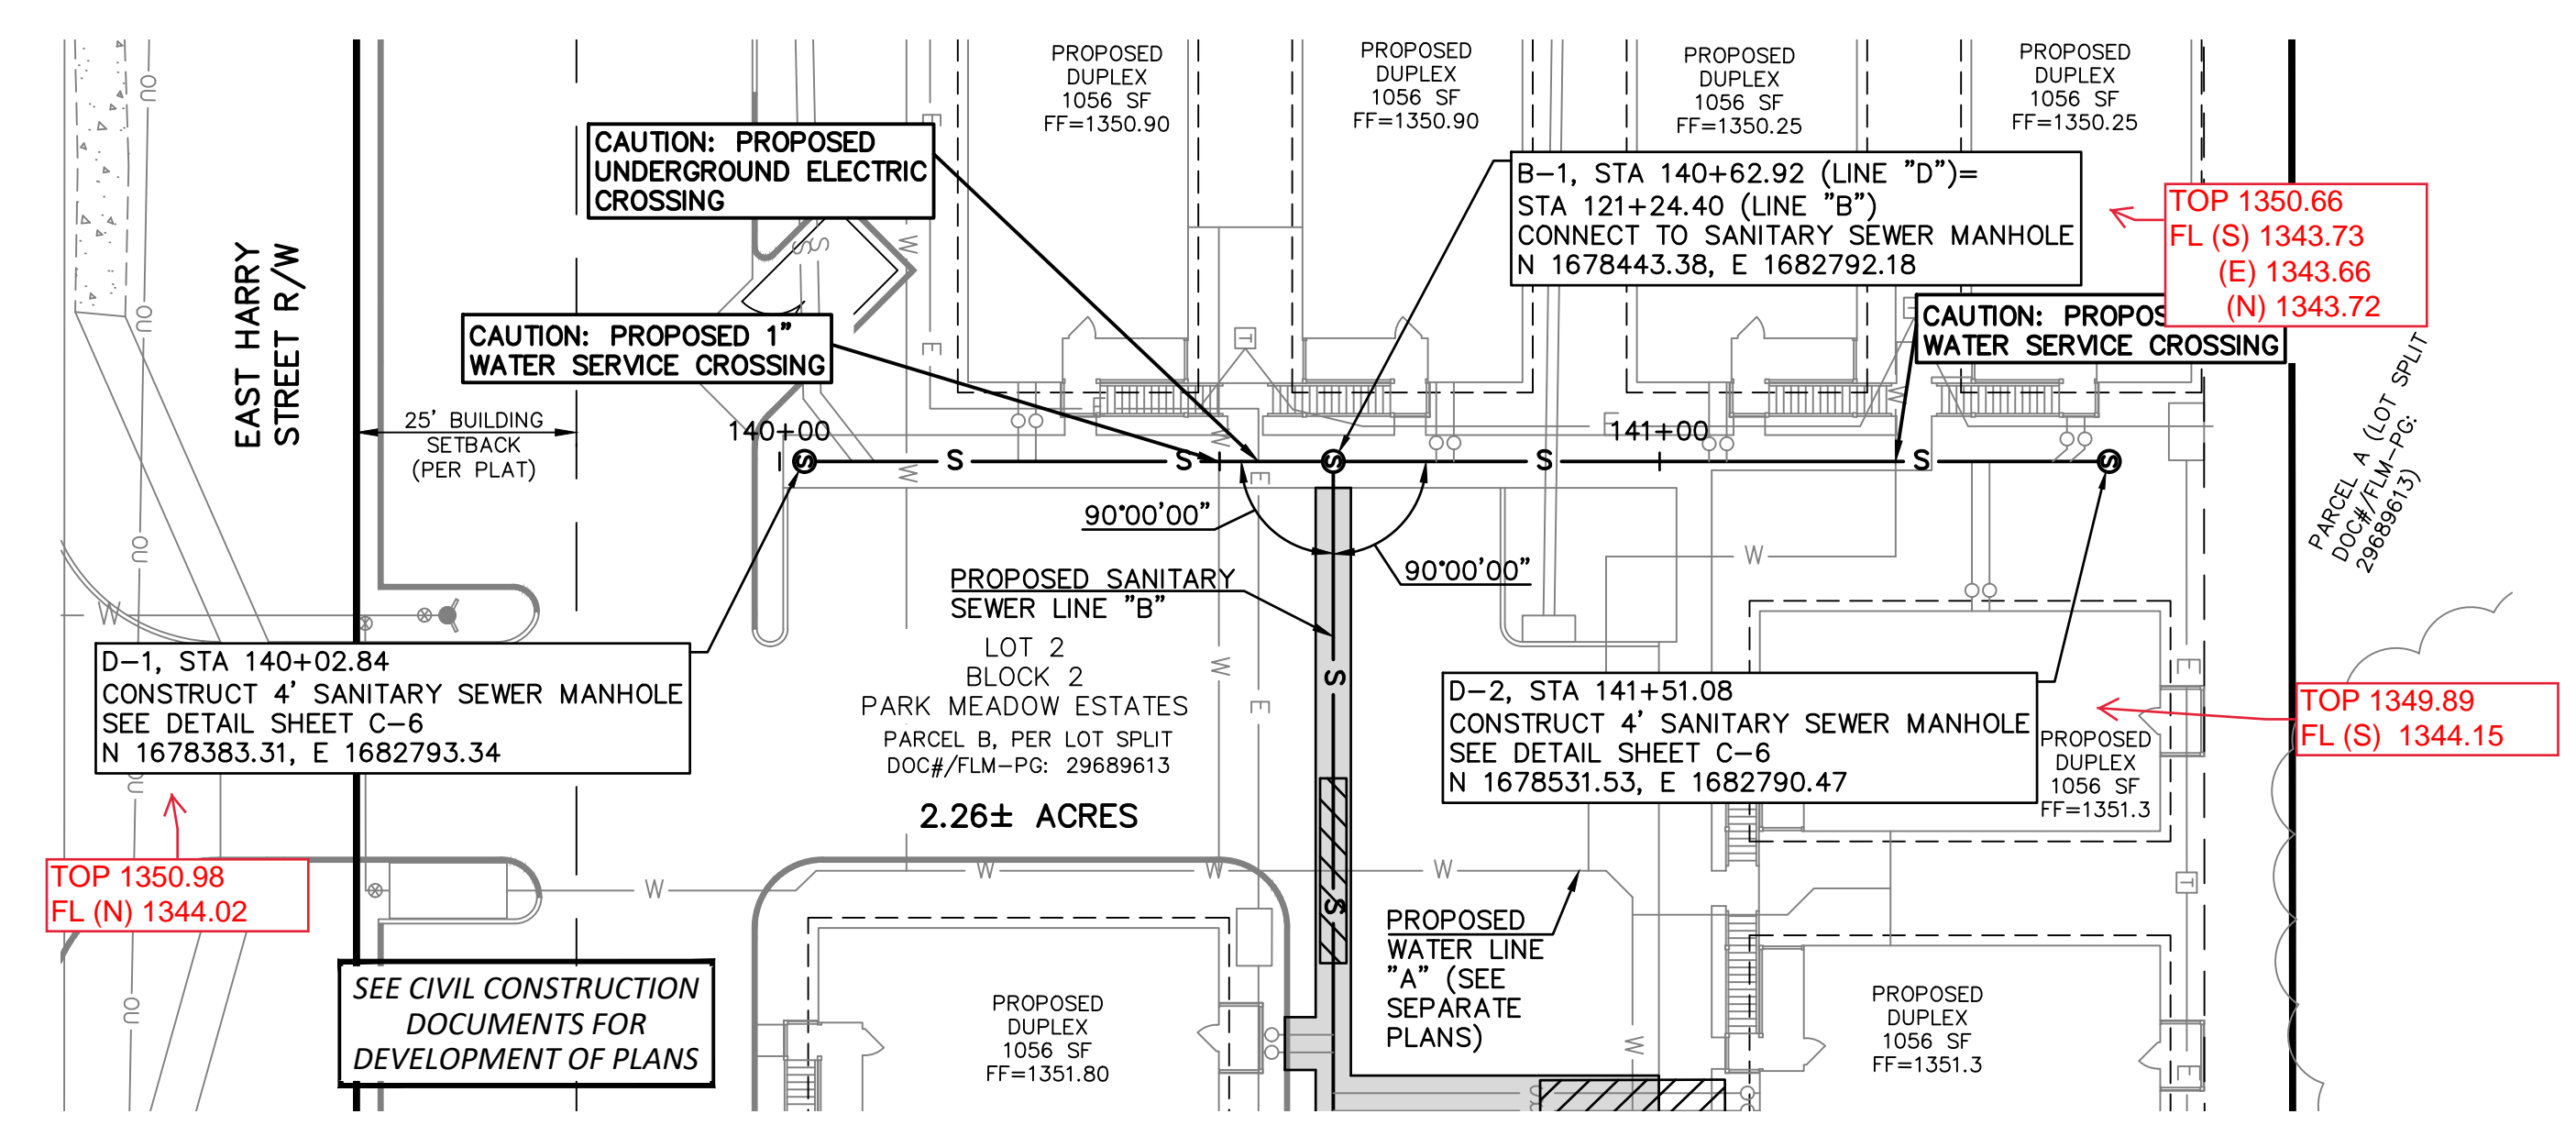 PROPOSED
DUPLEX
1056 SF
FF=1350.90
PROPOSED
DUPLEX
1056 SF
FF=1350.90
PROPOSED
DUPLEX
1056 SF
FF=1350.25
PROPOSED
DUPLEX
1056 SF
FF=1350.25
CAUTION: PROPOSED
UNDERGROUND ELECTRIC
CROSSING
B-1, STA 140+62.92 (LINE "D")=
STA 121+24.40 (LINE "B")
CONNECT TO SANITARY SEWER MANHOLE
N 1678443.38, E 1682792.18
TOP 1350.66
FL (S) 1343.73
(E) 1343.66
(N) 1343.72
EAST HARRY
STREET R/W
CAUTION: PROPOSED 1"
WATER SERVICE CROSSING
CAUTION: PROPOS
WATER SERVICE CROSSING
PARCEL A (LOT SPLIT
DOC#/FLM-PG:
29689613)
25' BUILDING
SETBACK
(PER PLAT)
140+00
141+00
S
S
S
S
S
S
S
OU
OU
OU
OU
OU
W
W
W
W
W
W
W
W
W
W
W
W
E
E
E
E
E
E
E
T
T
90°00'00"
90°00'00"
PROPOSED SANITARY
SEWER LINE "B"
LOT 2
BLOCK 2
PARK MEADOW ESTATES
PARCEL B, PER LOT SPLIT
DOC#/FLM-PG: 29689613
2.26± ACRES
S
S
D-1, STA 140+02.84
CONSTRUCT 4' SANITARY SEWER MANHOLE
SEE DETAIL SHEET C-6
N 1678383.31, E 1682793.34
D-2, STA 141+51.08
CONSTRUCT 4' SANITARY SEWER MANHOLE
SEE DETAIL SHEET C-6
N 1678531.53, E 1682790.47
TOP 1349.89
FL (S) 1344.15
PROPOSED
DUPLEX
1056 SF
FF=1351.3
TOP 1350.98
FL (N) 1344.02
SEE CIVIL CONSTRUCTION
DOCUMENTS FOR
DEVELOPMENT OF PLANS
PROPOSED
DUPLEX
1056 SF
FF=1351.80
PROPOSED
WATER LINE
"A" (SEE
SEPARATE
PLANS)
PROPOSED
DUPLEX
1056 SF
FF=1351.3